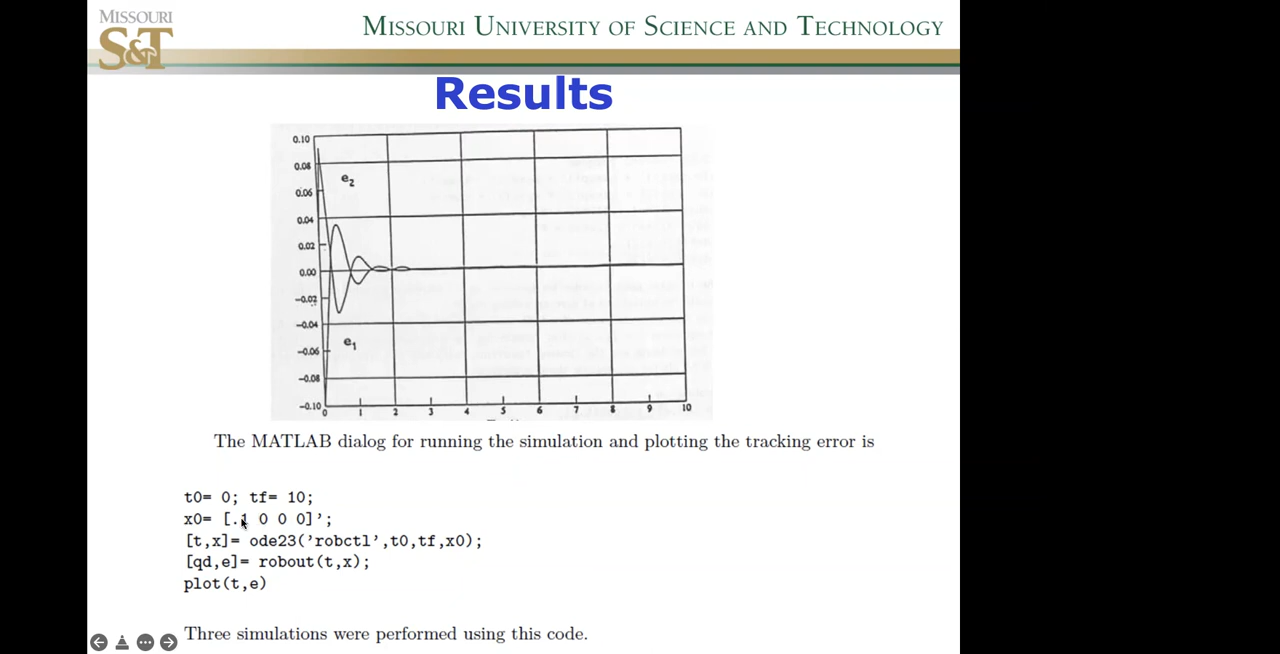 MISSOURI
S&T
MISSOURI UNIVERSITY OF SCIENCE AND TECHNOLOGY
Results
0.10
0.08
e2
0.06
0.04
0.02
0.00
-0.02
-0.04
e1
-0.06
-0.08
-0.10
0 1 2 3 4 5 6 7 8 9 10
The MATLAB dialog for running the simulation and plotting the tracking error is
t0= 0; tf= 10;
x0= [.1 0 0 0]';
[t,x]= ode23('robctl',t0,tf,x0);
[qd,e]= robout(t,x);
plot(t,e)
Three simulations were performed using this code.